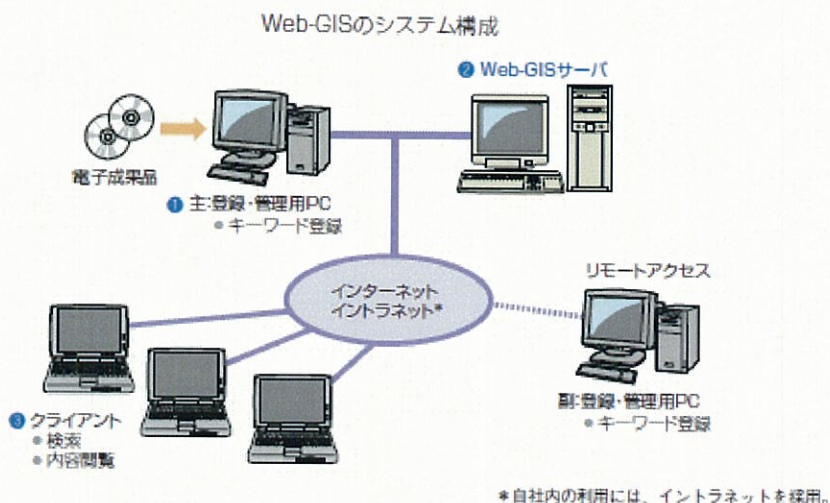 Web-GISのシステム構成
❷ Web-GISサーバ
電子成果品
❶ 主:登録・管理用PC
● キーワード登録
リモートアクセス
インターネット
イントラネット*
副:登録・管理用PC
● キーワード登録
❸ クライアント
● 検索
● 内容閲覧
*自社内の利用には、イントラネットを採用。